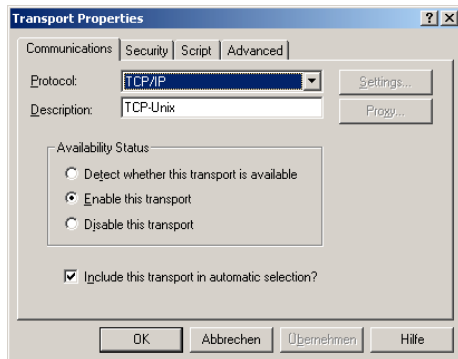 Transport Properties
Communications Security Script Advanced
Protocol: TCP/IP Settings...
Description: TCP-Unix Proxy...
Availability Status
Detect whether this transport is available
Enable this transport
Disable this transport
Include this transport in automatic selection?
OK Abbrechen Übernehmen Hilfe